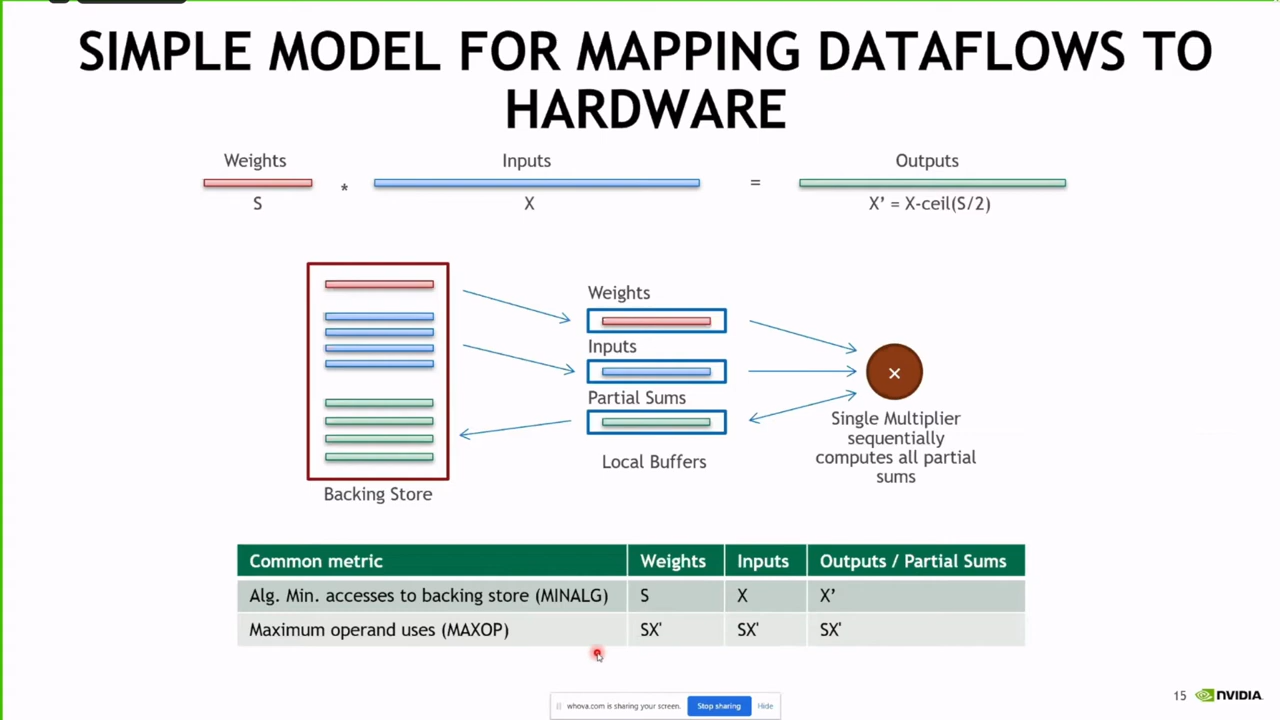 SIMPLE MODEL FOR MAPPING DATAFLOWS TO
HARDWARE
Weights
Inputs
Outputs
*
=
S
X
X' = X-ceil(S/2)
Weights
Inputs
Partial Sums
Local Buffers
×
Single Multiplier
sequentially
computes all partial
sums
Backing Store
Common metric Weights Inputs Outputs / Partial Sums
Alg. Min. accesses to backing store (MINALG) S X X’
Maximum operand uses (MAXOP) SX' SX' SX'
whova.com is sharing your screen. Stop sharing Hide
15 NVIDIA.